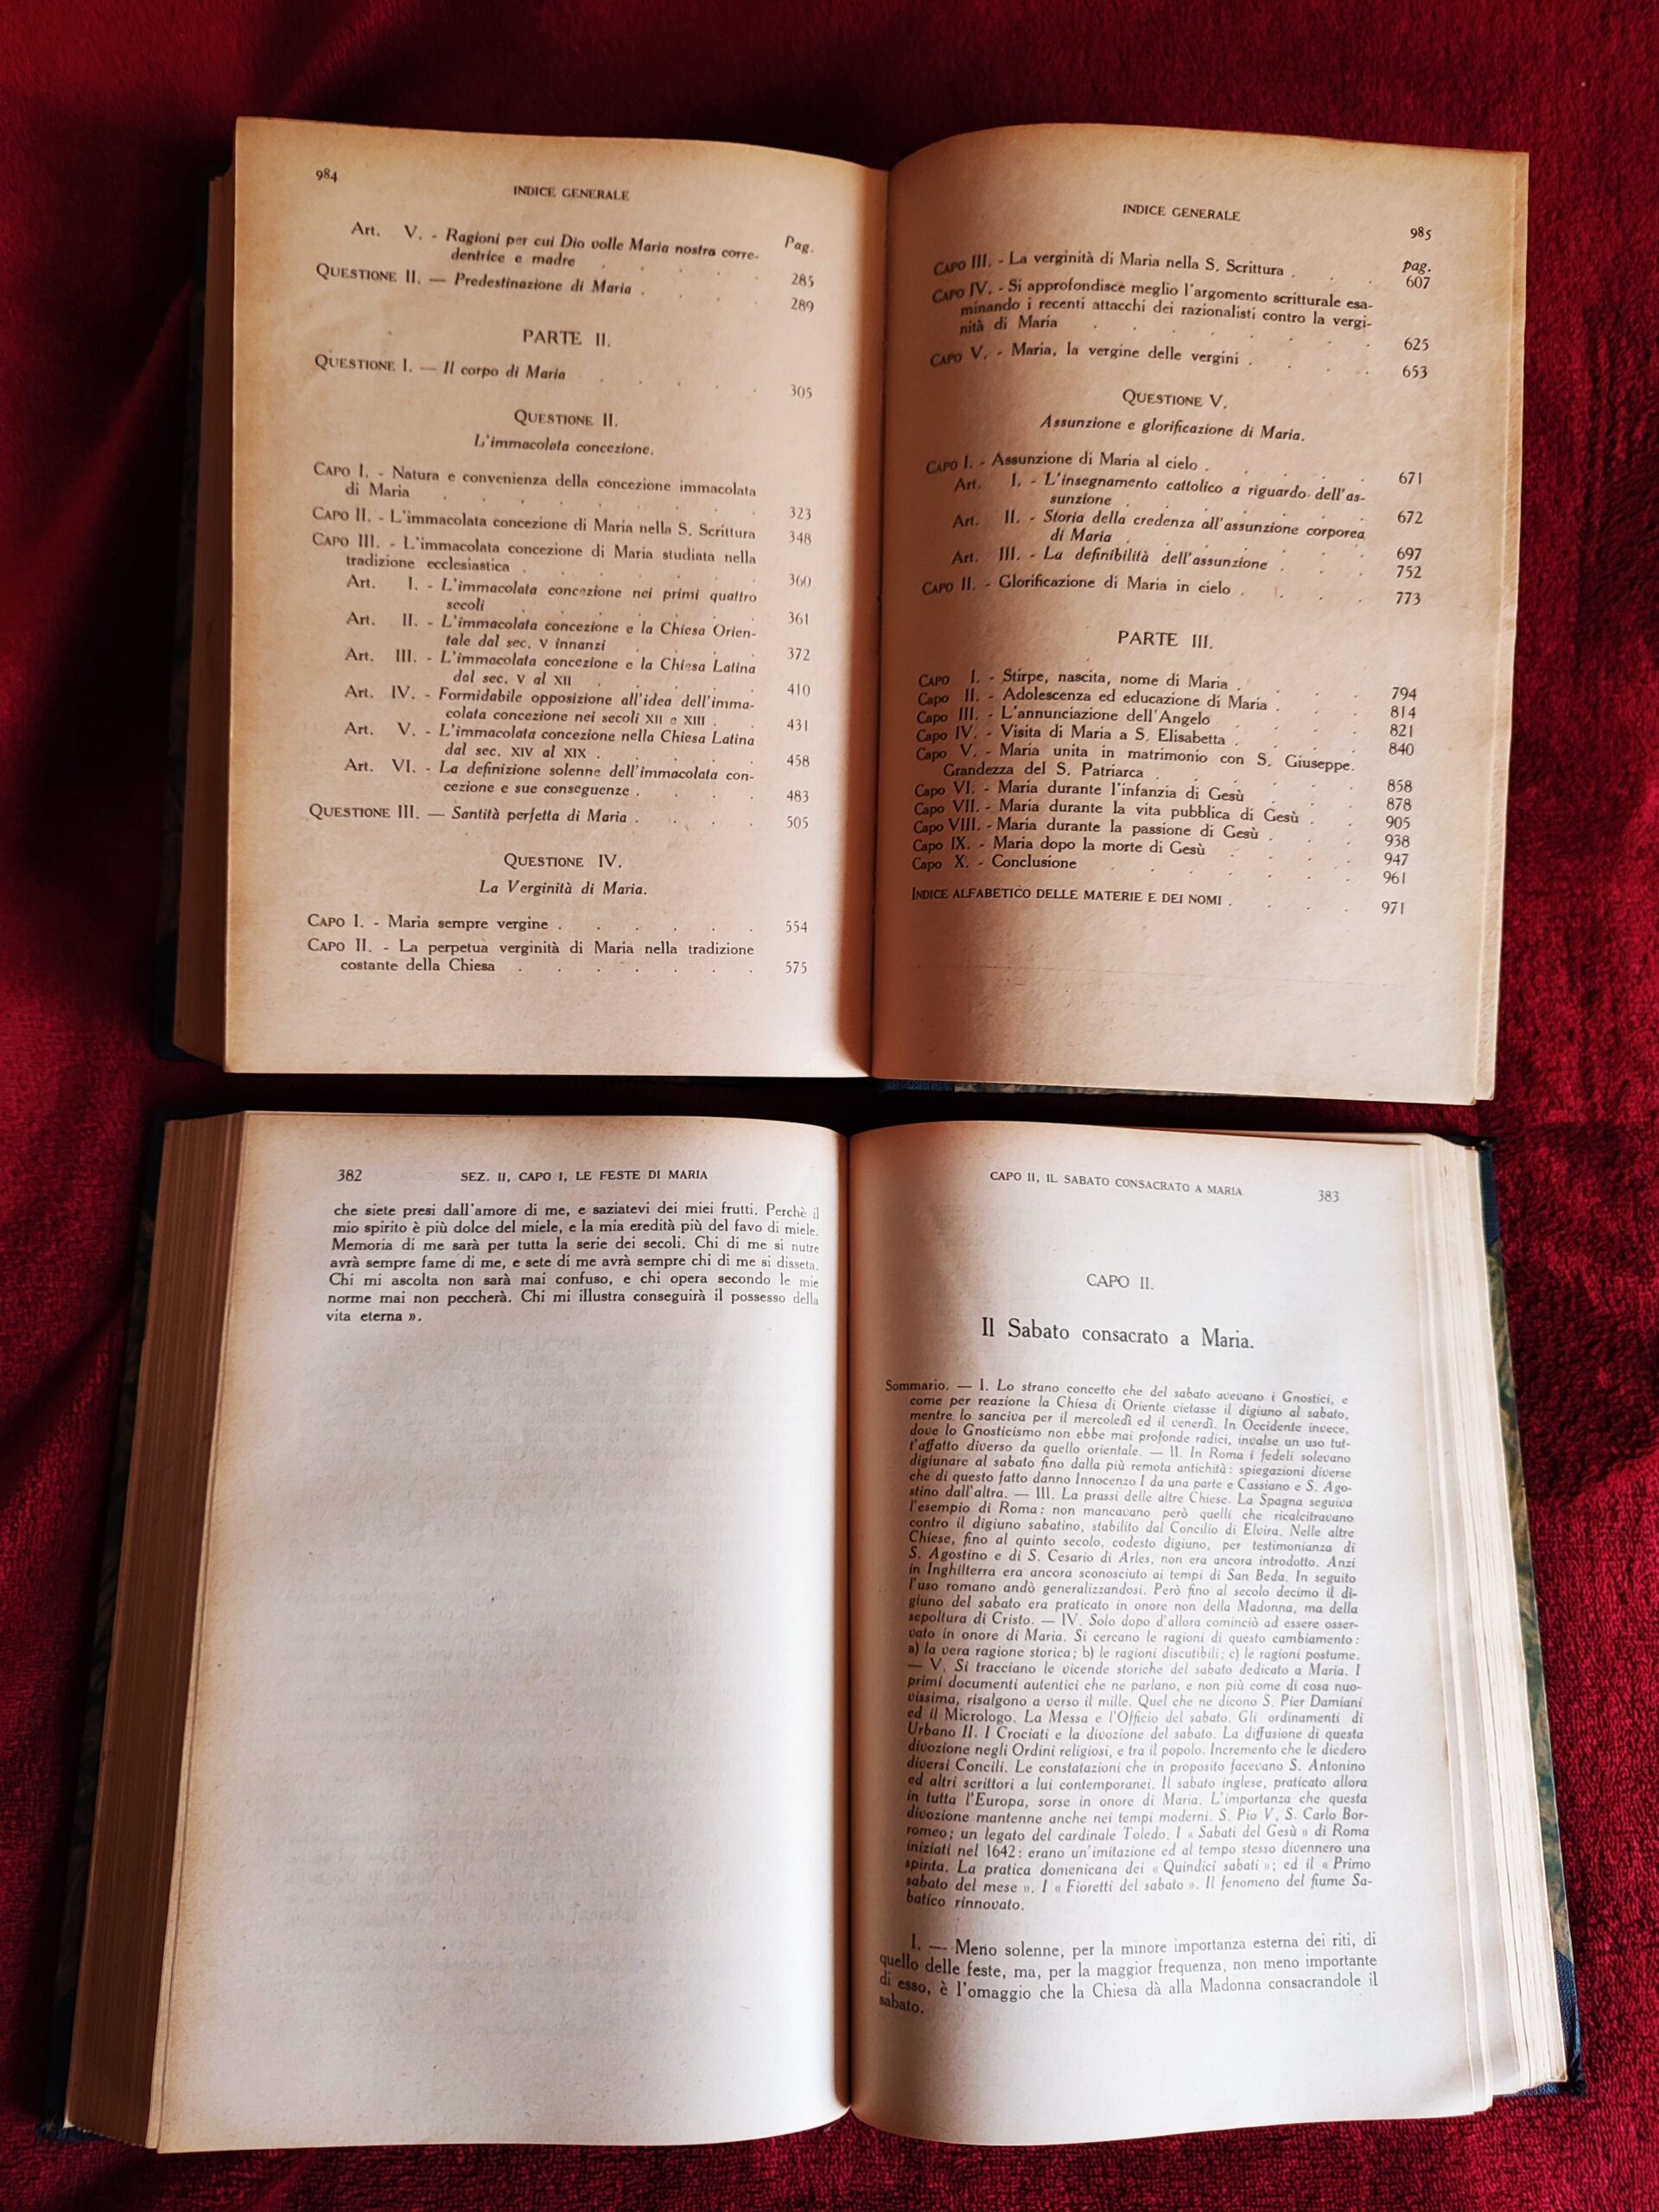 984
INDICE GENERALE
Pag.
Art. V. - Ragioni per cui Dio volle Maria nostra corre-
dentrice e madre . . . . . . 285
QUESTIONE II. — Predestinazione di Maria . . . . 289
PARTE II.
QUESTIONE I. — Il corpo di Maria . . . . . 305
QUESTIONE II.
L'immacolata concezione.
CAPO I. - Natura e convenienza della concezione immacolata
di Maria . . . . . . . . 323
CAPO II. - L'immacolata concezione di Maria nella S. Scrittura 348
CAPO III. - L'immacolata concezione di Maria studiata nella
tradizione ecclesiastica . . . . . . 360
Art. I. - L'immacolata concezione nei primi quattro
secoli . . . . . . . 361
Art. II. - L'immacolata concezione e la Chiesa Orien-
tale dal sec. V innanzi . . . . 372
Art. III. - L'immacolata concezione e la Chiesa Latina
dal sec. V al XII . . . . . 410
Art. IV. - Formidabile opposizione all'idea dell'imma-
colata concezione nei secoli XII e XIII . . 431
Art. V. - L'immacolata concezione nella Chiesa Latina
dal sec. XIV al XIX . . . . . 458
Art. VI. - La definizione solenne dell'immacolata con-
cezione e sue conseguenze . . . . 483
QUESTIONE III. — Santità perfetta di Maria . . . . 505
QUESTIONE IV.
La Verginità di Maria.
CAPO I. - Maria sempre vergine . . . . . . 554
CAPO II. - La perpetua verginità di Maria nella tradizione
costante della Chiesa . . . . . . 575
INDICE GENERALE
985
pag.
CAPO III. - La verginità di Maria nella S. Scrittura . . . 607
CAPO IV. - Si approfondisce meglio l'argomento scritturale esa-
minando i recenti attacchi dei razionalisti contro la vergi-
nità di Maria . . . . . . . 625
CAPO V. - Maria, la vergine delle vergini . . . . 653
QUESTIONE V.
Assunzione e glorificazione di Maria.
CAPO I. - Assunzione di Maria al cielo . . . . . 671
Art. I. - L'insegnamento cattolico a riguardo dell'as-
sunzione . . . . . . . 672
Art. II. - Storia della credenza all'assunzione corporea
di Maria . . . . . . . 697
Art. III. - La definibilità dell'assunzione . . . 752
CAPO II. - Glorificazione di Maria in cielo . . . . 773
PARTE III.
CAPO I. - Stirpe, nascita, nome di Maria . . . . 794
CAPO II. - Adolescenza ed educazione di Maria . . . 814
CAPO III. - L'annunciazione dell'Angelo . . . . 821
CAPO IV. - Visita di Maria a S. Elisabetta . . . . 840
CAPO V. - Maria unita in matrimonio con S. Giuseppe.
Grandezza del S. Patriarca . . . . . 858
CAPO VI. - Maria durante l'infanzia di Gesù . . . 878
CAPO VII. - Maria durante la vita pubblica di Gesù . . 905
CAPO VIII. - Maria durante la passione di Gesù . . . 938
CAPO IX. - Maria dopo la morte di Gesù . . . . 947
CAPO X. - Conclusione . . . . . . . 961
INDICE ALFABETICO DELLE MATERIE E DEI NOMI . . . . 971
382 SEZ. II, CAPO I, LE FESTE DI MARIA
che siete presi dall'amore di me, e saziatevi dei miei frutti. Perchè il
mio spirito è più dolce del miele, e la mia eredità più del favo di miele.
Memoria di me sarà per tutta la serie dei secoli. Chi di me si nutre
avrà sempre fame di me, e sete di me avrà sempre chi di me si disseta.
Chi mi ascolta non sarà mai confuso, e chi opera secondo le mie
norme mai non peccherà. Chi mi illustra conseguirà il possesso della
vita eterna ».
CAPO II, IL SABATO CONSACRATO A MARIA 383
CAPO II.
Il Sabato consacrato a Maria.
Sommario. — I. Lo strano concetto che del sabato avevano i Gnostici, e
come per reazione la Chiesa di Oriente vietasse il digiuno al sabato,
mentre lo sanciva per il mercoledì ed il venerdì. In Occidente invece,
dove lo Gnosticismo non ebbe mai profonde radici, invalse un uso tut-
t'affatto diverso da quello orientale. — II. In Roma i fedeli solevano
digiunare al sabato fino dalla più remota antichità: spiegazioni diverse
che di questo fatto danno Innocenzo I da una parte e Cassiano e S. Ago-
stino dall'altra. — III. La prassi delle altre Chiese. La Spagna seguiva
l'esempio di Roma: non mancavano però quelli che ricalcitravano
contro il digiuno sabatino, stabilito dal Concilio di Elvira. Nelle altre
Chiese, fino al quinto secolo, codesto digiuno, per testimonianza di
S. Agostino e di S. Cesario di Arles, non era ancora introdotto. Anzi
in Inghilterra era ancora sconosciuto ai tempi di San Beda. In seguito
l'uso romano andò generalizzandosi. Però fino al secolo decimo il di-
giuno del sabato era praticato in onore non della Madonna, ma della
sepoltura di Cristo. — IV. Solo dopo d'allora cominciò ad essere osser-
vato in onore di Maria. Si cercano le ragioni di questo cambiamento:
a) la vera ragione storica; b) le ragioni discutibili; c) le ragioni postume.
— V. Si tracciano le vicende storiche del sabato dedicato a Maria. I
primi documenti autentici che ne parlano, e non più come di cosa nuo-
vissima, risalgono a verso il mille. Quel che ne dicono S. Pier Damiani
ed il Micrologo. La Messa e l'Officio del sabato. Gli ordinamenti di
Urbano II. I Crociati e la divozione del sabato. La diffusione di questa
divozione negli Ordini religiosi, e tra il popolo. Incremento che le diedero
diversi Concili. Le constatazioni che in proposito facevano S. Antonino
ed altri scrittori a lui contemporanei. Il sabato inglese, praticato allora
in tutta l'Europa, sorse in onore di Maria. L'importanza che questa
divozione mantenne anche nei tempi moderni. S. Pio V, S. Carlo Bor-
romeo; un legato del cardinale Toledo. I « Sabati del Gesù » di Roma
iniziati nel 1642: erano un'imitazione ed al tempo stesso divennero una
spinta. La pratica domenicana dei « Quindici sabati »; ed il « Primo
sabato del mese ». I « Fioretti del sabato ». Il fenomeno del fiume Sa-
batico rinnovato.
I. — Meno solenne, per la minore importanza esterna dei riti, di
quello delle feste, ma, per la maggior frequenza, non meno importante
di esso, è l'omaggio che la Chiesa dà alla Madonna consacrandole il
sabato.